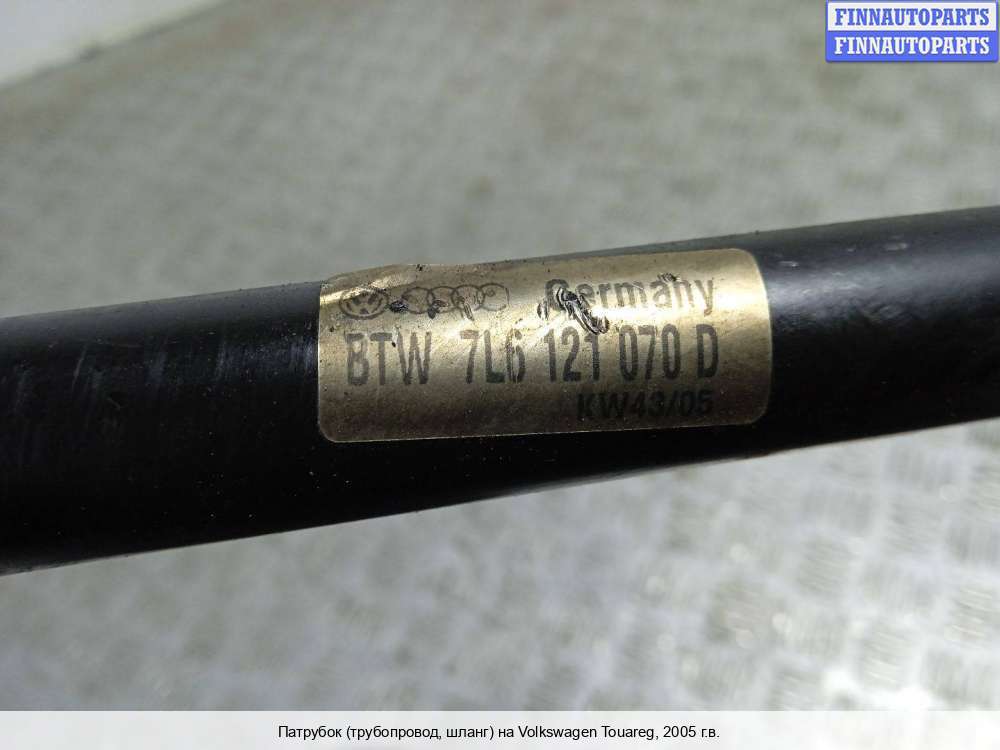 FINNAUTOPARTS
FINNAUTOPARTS
Germany
BTW 7L6 121 070 D
KW43/05
Патрубок (трубопровод, шланг) на Volkswagen Touareg, 2005 г.в.